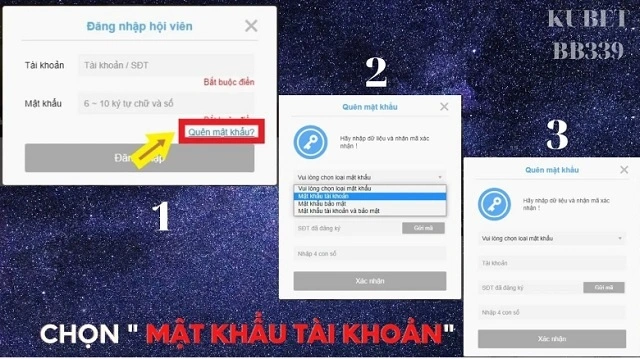 KUBET
BB339
Đăng nhập hội viên
Tài khoản
Tài khoản / SĐT
Bắt buộc điền
Mật khẩu
6 ~ 10 ký tự chữ và số
Quên mật khẩu?
1
2
Quên mật khẩu
Hãy nhập dữ liệu và nhận mã xác
nhận !
Vui lòng chọn loại mật khẩu
Vui lòng chọn loại mật khẩu
Mật khẩu tài khoản
Mật khẩu bảo mật
Mật khẩu tài khoản và bảo mật
SĐT đã đăng ký
Gửi mã
Nhập 4 con số
Xác nhận
3
Quên mật khẩu
Hãy nhập dữ liệu và nhận mã xác
nhận !
Vui lòng chọn loại mật khẩu
Tài khoản
SĐT đã đăng ký
Gửi mã
Nhập 4 con số
Xác nhận
CHỌN " MẬT KHẨU TÀI KHOẢN"